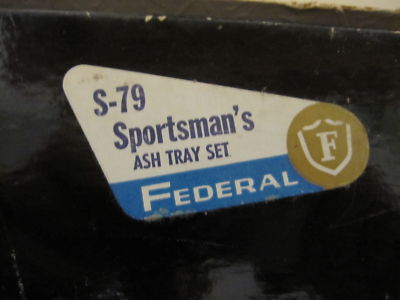 S-79
Sportsman's
ASH TRAY SET
FEDERAL
F